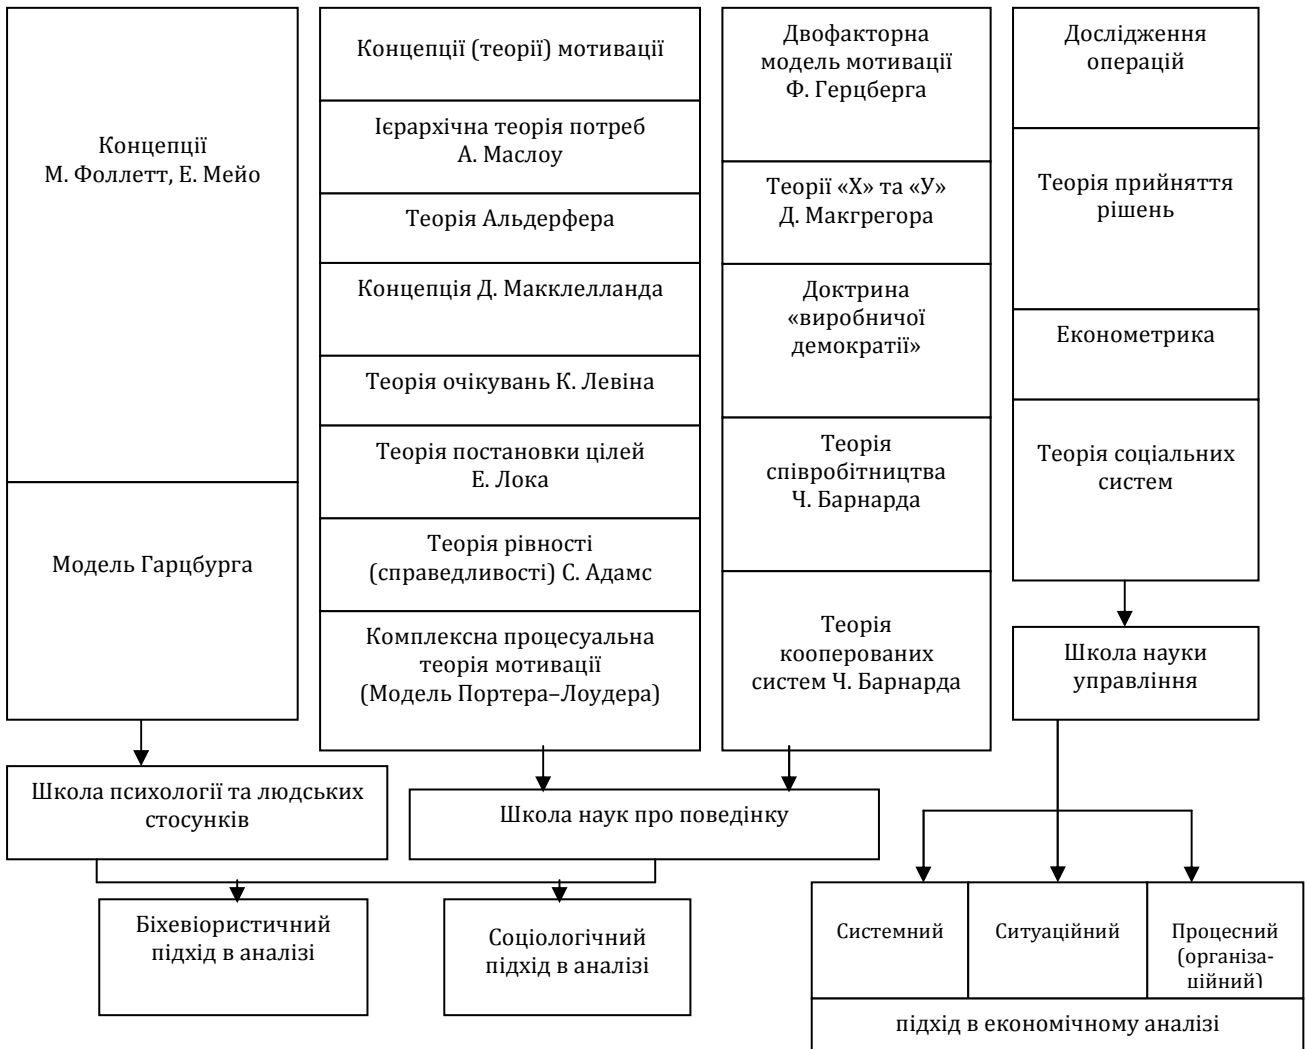 Концепції
М. Фоллетт, Е. Мейо
Модель Гарцбурга
Концепції (теорії) мотивації
Ієрархічна теорія потреб
А. Маслоу
Теорія Альдерфера
Концепція Д. Макклелланда
Теорія очікувань К. Левіна
Теорія постановки цілей
Е. Лока
Теорія рівності
(справедливості) С. Адамс
Комплексна процесуальна
теорія мотивації
(Модель Портера–Лоудера)
Двофакторна
модель мотивації
Ф. Герцберга
Теорії «Х» та «У»
Д. Макгрегора
Доктрина
«виробничої
демократії»
Теорія
співробітництва
Ч. Барнарда
Теорія
кооперованих
систем Ч. Барнарда
Дослідження
операцій
Теорія прийняття
рішень
Економетрика
Теорія соціальних
систем
Школа науки
управління
Школа психології та людських
стосунків
Школа наук про поведінку
Біхевіористичний
підхід в аналізі
Соціологічний
підхід в аналізі
Системний
Ситуаційний
Процесний
(організа-
ційний)
підхід в економічному аналізі